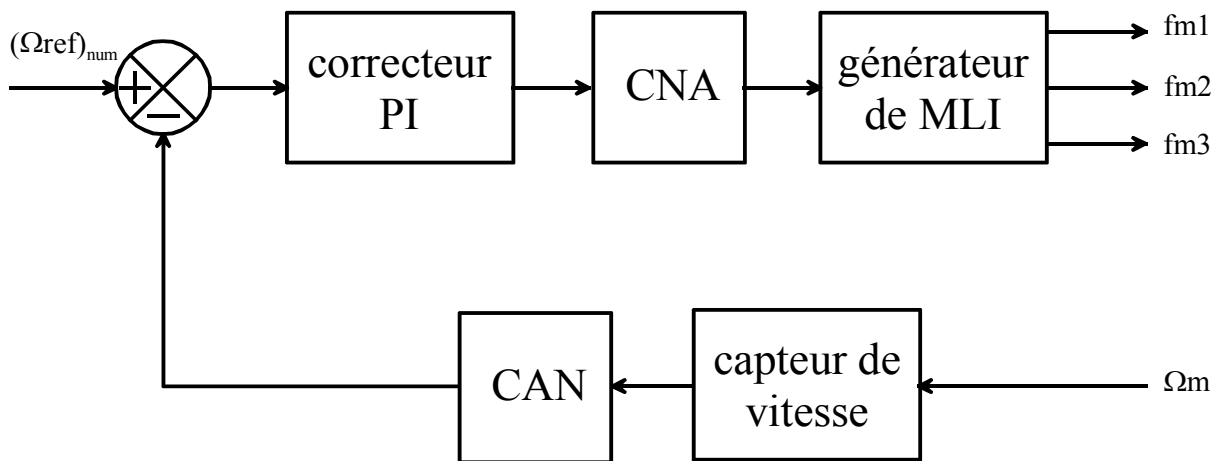 (Ωref)num
+
−
correcteur
PI
CNA
générateur
de MLI
fm1
fm2
fm3
CAN
capteur de
vitesse
Ωm